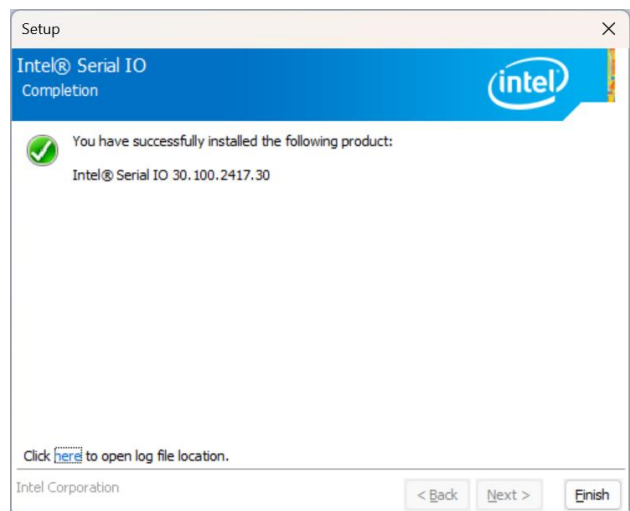 Setup
Intel® Serial IO
Completion
intel
You have successfully installed the following product:
Intel® Serial IO 30.100.2417.30
Click here to open log file location.
Intel Corporation
< Back Next > Finish